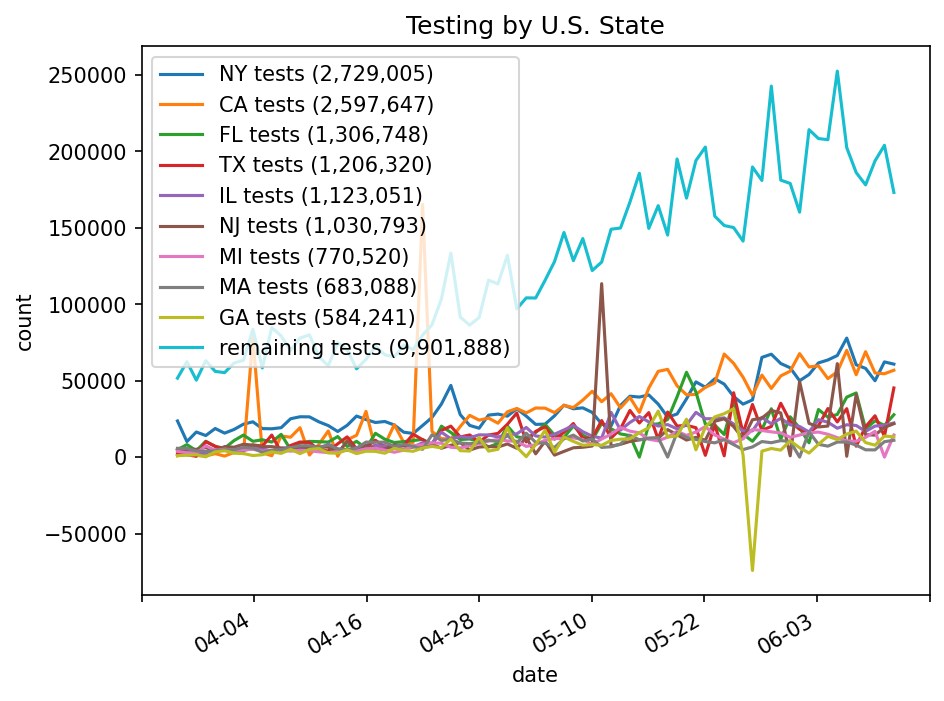 Testing by U.S. State
NY tests (2,729,005)
CA tests (2,597,647)
FL tests (1,306,748)
TX tests (1,206,320)
IL tests (1,123,051)
NJ tests (1,030,793)
MI tests (770,520)
MA tests (683,088)
GA tests (584,241)
remaining tests (9,901,888)
250000
200000
150000
100000
50000
0
−50000
count
04-04
04-16
04-28
05-10
05-22
06-03
date